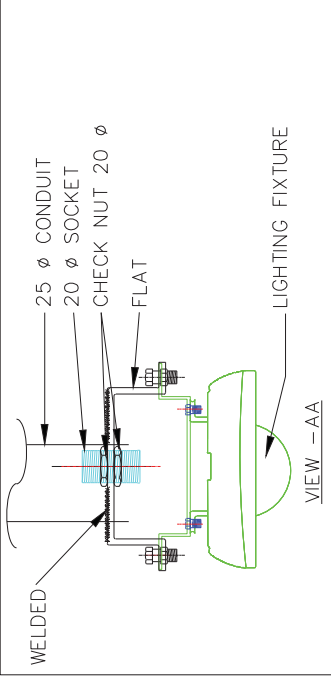 WELDED
25 ø CONDUIT
20 ø SOCKET
CHECK NUT 20 ø
FLAT
LIGHTING FIXTURE
VIEW -AA